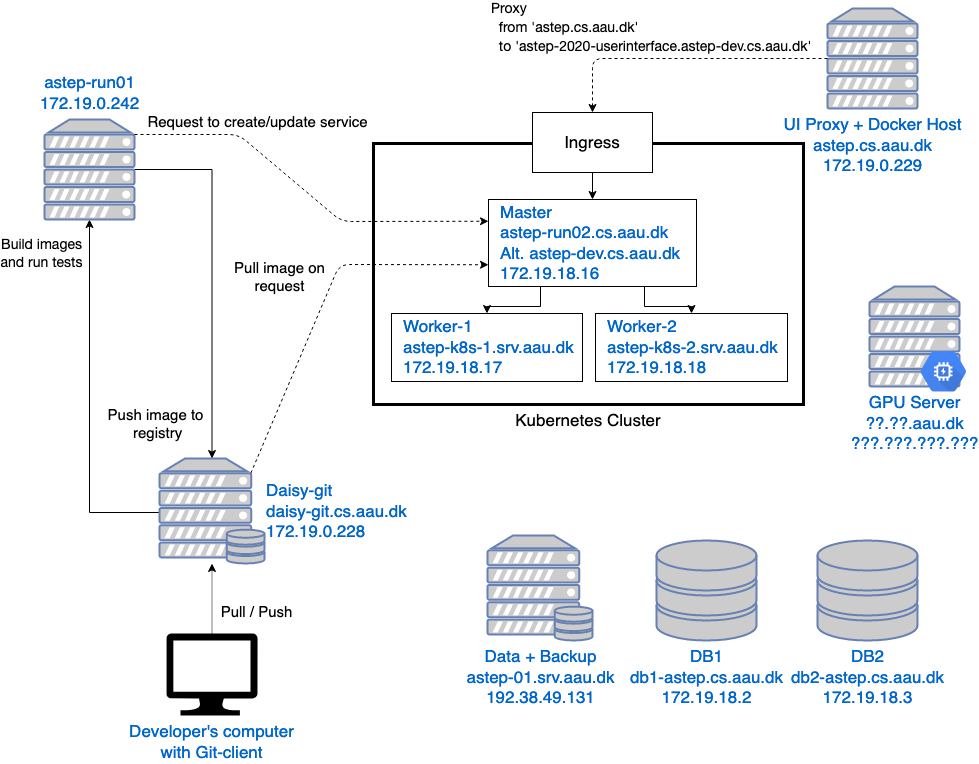 Proxy
from 'astep.cs.aau.dk'
to 'astep-2020-userinterface.astep-dev.cs.aau.dk'
astep-run01
172.19.0.242
Request to create/update service
Ingress
UI Proxy + Docker Host
astep.cs.aau.dk
172.19.0.229
Master
astep-run02.cs.aau.dk
Alt. astep-dev.cs.aau.dk
172.19.18.16
Build images
and run tests
Pull image on
request
Worker-1
astep-k8s-1.srv.aau.dk
172.19.18.17
Worker-2
astep-k8s-2.srv.aau.dk
172.19.18.18
Kubernetes Cluster
GPU Server
??.??.aau.dk
???.???.???.???
Push image to
registry
Daisy-git
daisy-git.cs.aau.dk
172.19.0.228
Pull / Push
Developer's computer
with Git-client
Data + Backup
astep-01.srv.aau.dk
192.38.49.131
DB1
db1-astep.cs.aau.dk
172.19.18.2
DB2
db2-astep.cs.aau.dk
172.19.18.3